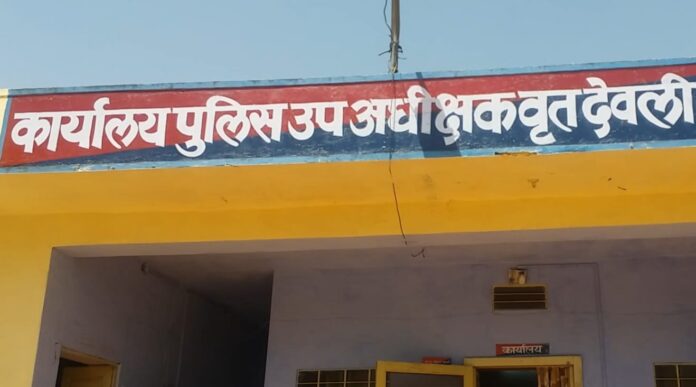 कार्यालय पुलिस उप अधीक्षक वृत देवली
कार्यालय